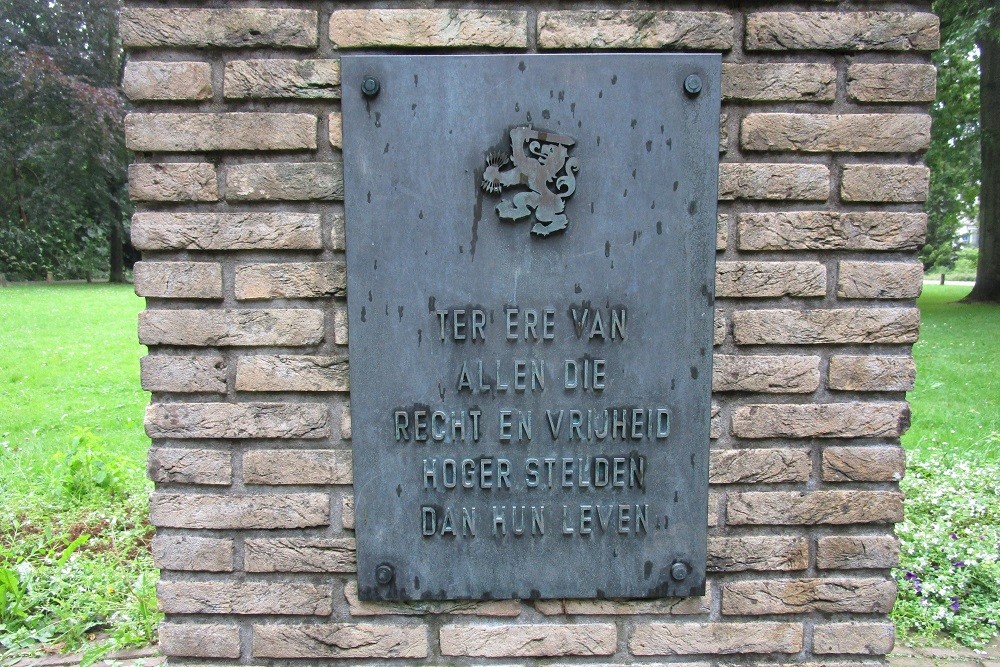 TER ERE VAN
ALLEN DIE
RECHT EN VRIJHEID
HOGER STELDEN
DAN HUN LEVEN